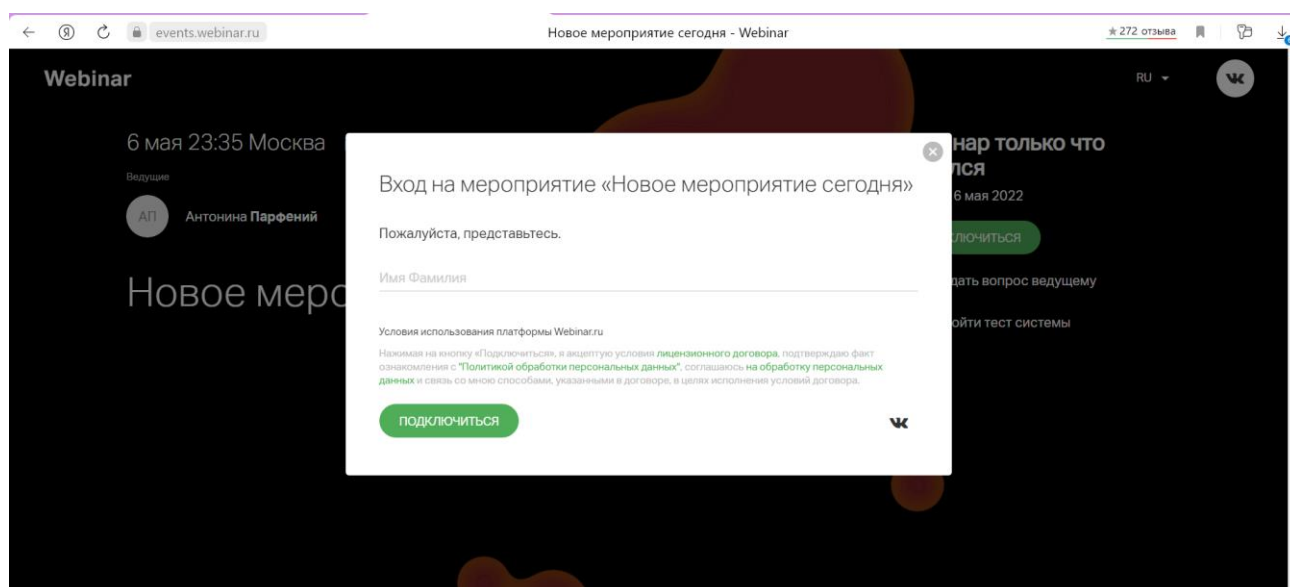 events.webinar.ru
Новое мероприятие сегодня - Webinar
272 отзыва
Webinar
RU
6 мая 23:35 Москва
Ведущие
АП
Антонина Парфений
Новое меро
нар только что
лся
6 мая 2022
ключиться
дать вопрос ведущему
ойти тест системы
Вход на мероприятие «Новое мероприятие сегодня»
Пожалуйста, представьтесь.
Имя Фамилия
Условия использования платформы Webinar.ru
Нажимая на кнопку «Подключиться», я акцептую условия лицензионного договора, подтверждаю факт
ознакомления с "Политикой обработки персональных данных", соглашаюсь на обработку персональных
данных и связь со мною способами, указанными в договоре, в целях исполнения условий договора.
ПОДКЛЮЧИТЬСЯ